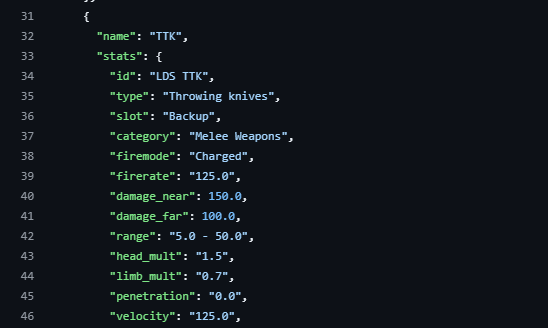 31 {
32 "name": "TTK",
33 "stats": {
34 "id": "LDS TTK",
35 "type": "Throwing knives",
36 "slot": "Backup",
37 "category": "Melee Weapons",
38 "firemode": "Charged",
39 "firerate": "125.0",
40 "damage_near": 150.0,
41 "damage_far": 100.0,
42 "range": "5.0 - 50.0",
43 "head_mult": "1.5",
44 "limb_mult": "0.7",
45 "penetration": "0.0",
46 "velocity": "125.0",